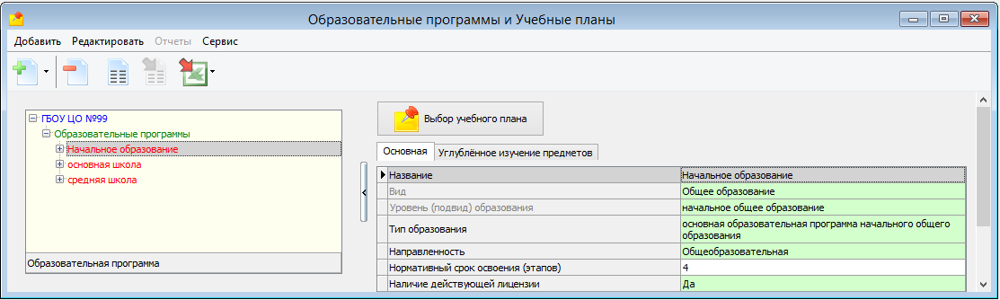 Образовательные программы и Учебные планы
Добавить Редактировать Отчеты Сервис
ГБОУ ЦО №99
Образовательные программы
Начальное образование
основная школа
средняя школа
Образовательная программа
Выбор учебного плана
Основная Углублённое изучение предметов
Название Начальное образование
Вид Общее образование
Уровень (подвид) образования начальное общее образование
Тип образования основная образовательная программа начального общего
образования
Направленность Общеобразовательная
Нормативный срок освоения (этапов) 4
Наличие действующей лицензии Да